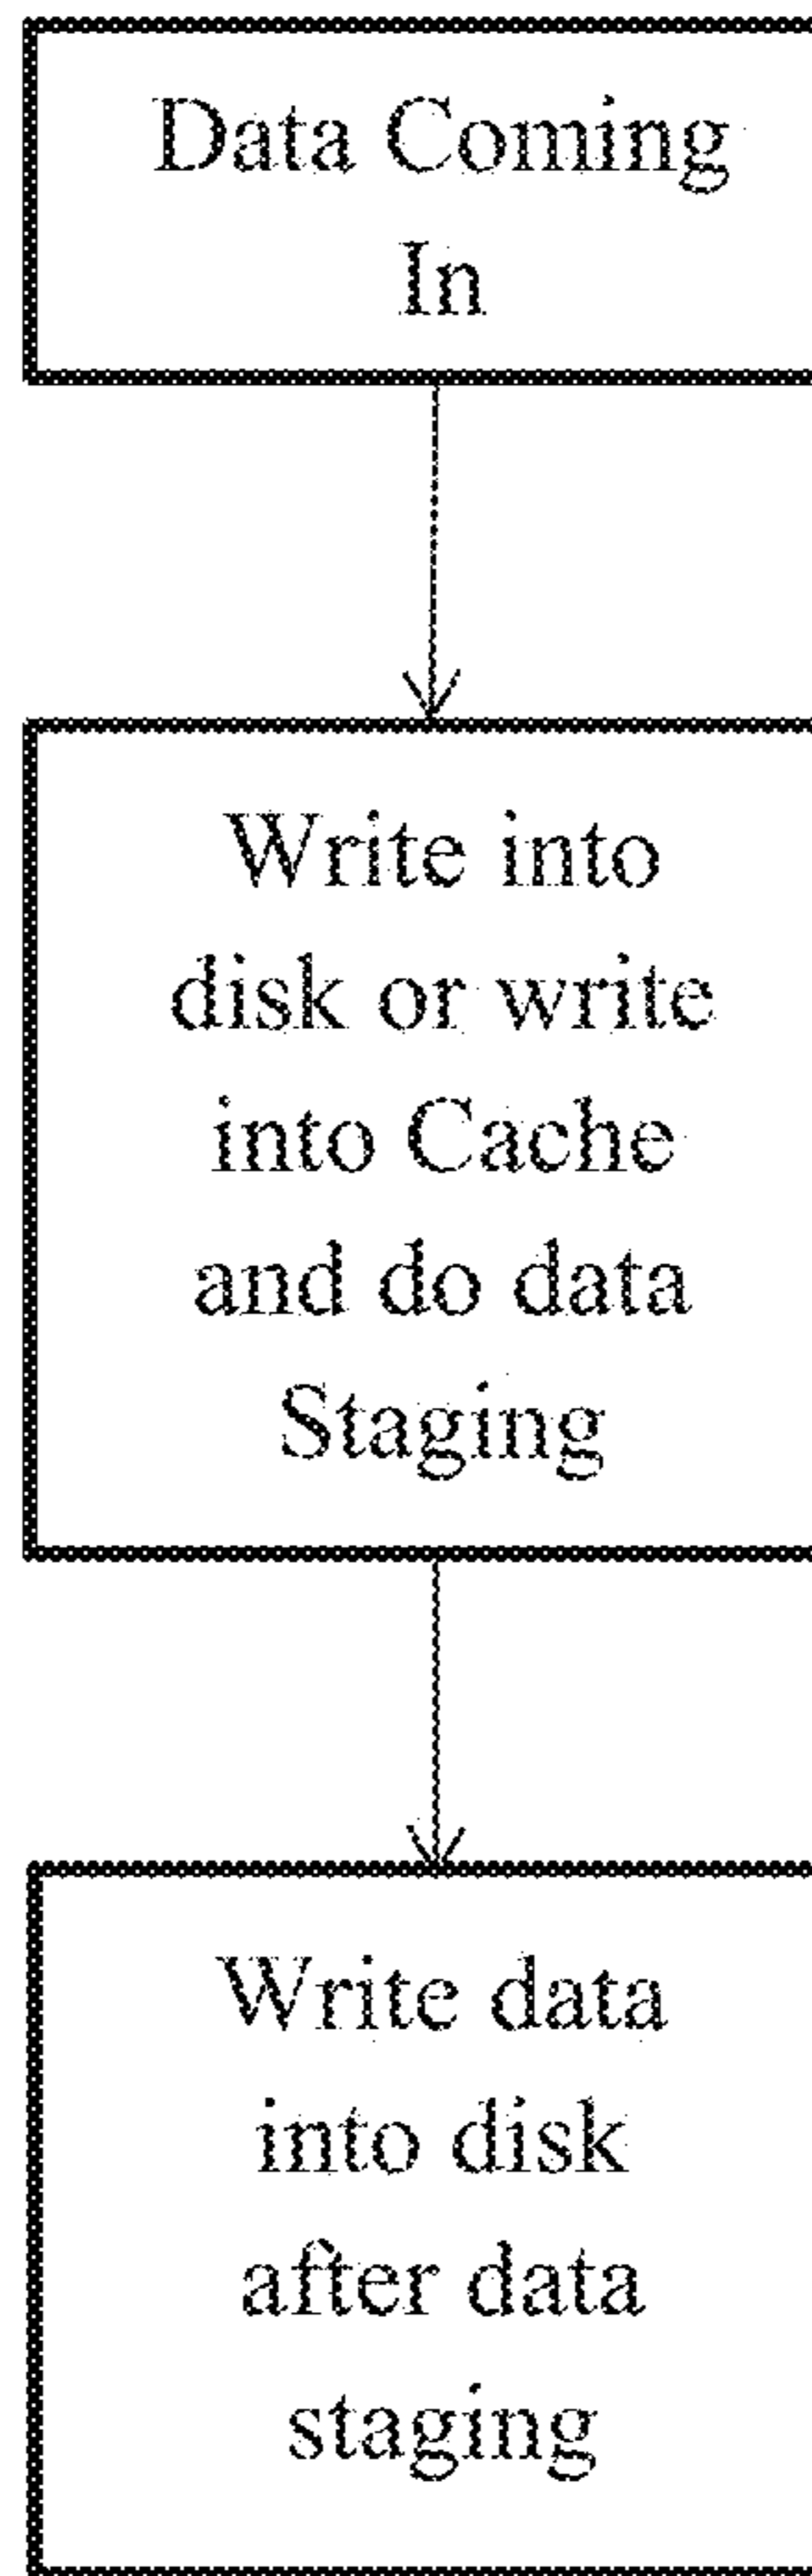 Data Coming
In
Write into
disk or write
into Cache
and do data
Staging
Write data
into disk
after data
staging